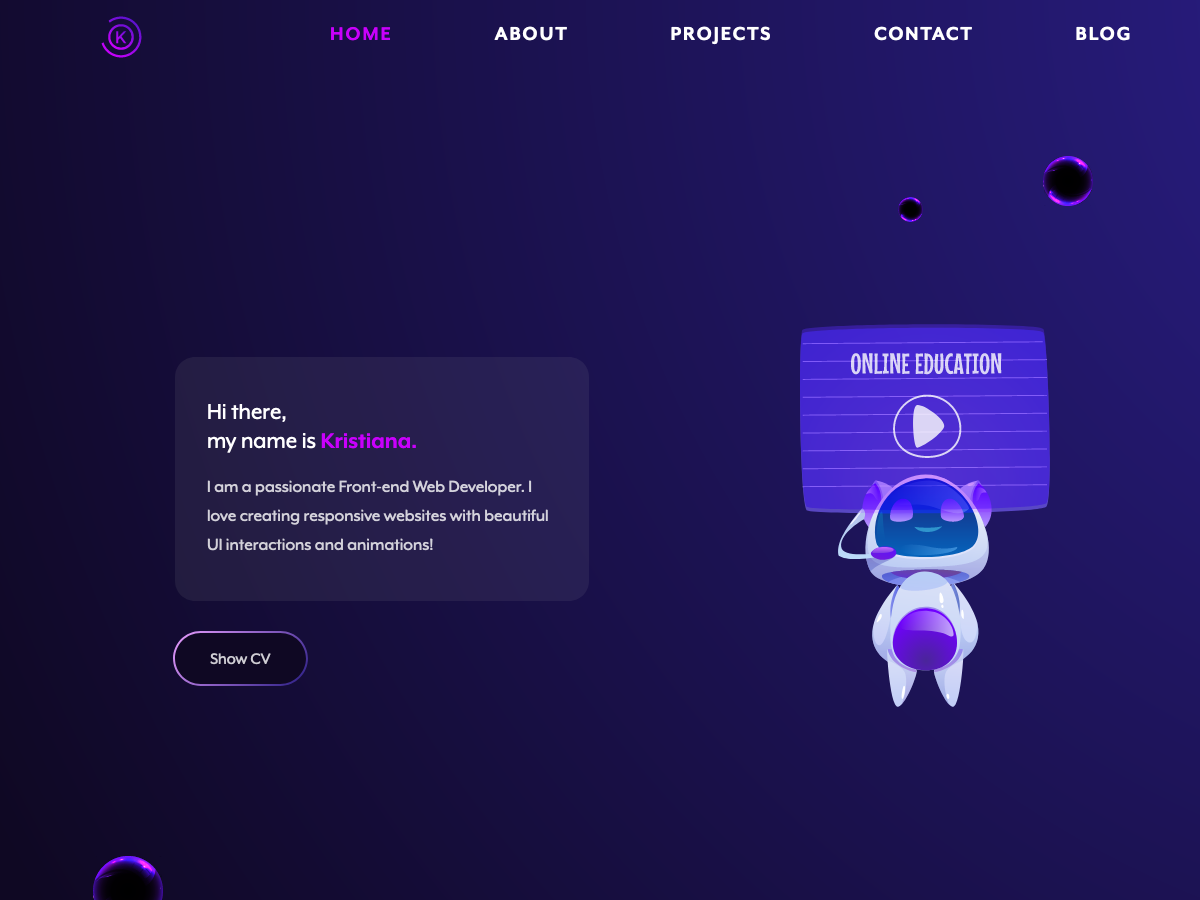 K
HOME
ABOUT
PROJECTS
CONTACT
BLOG
ONLINE EDUCATION
Hi there,
my name is Kristiana.
I am a passionate Front-end Web Developer. I
love creating responsive websites with beautiful
UI interactions and animations!
Show CV